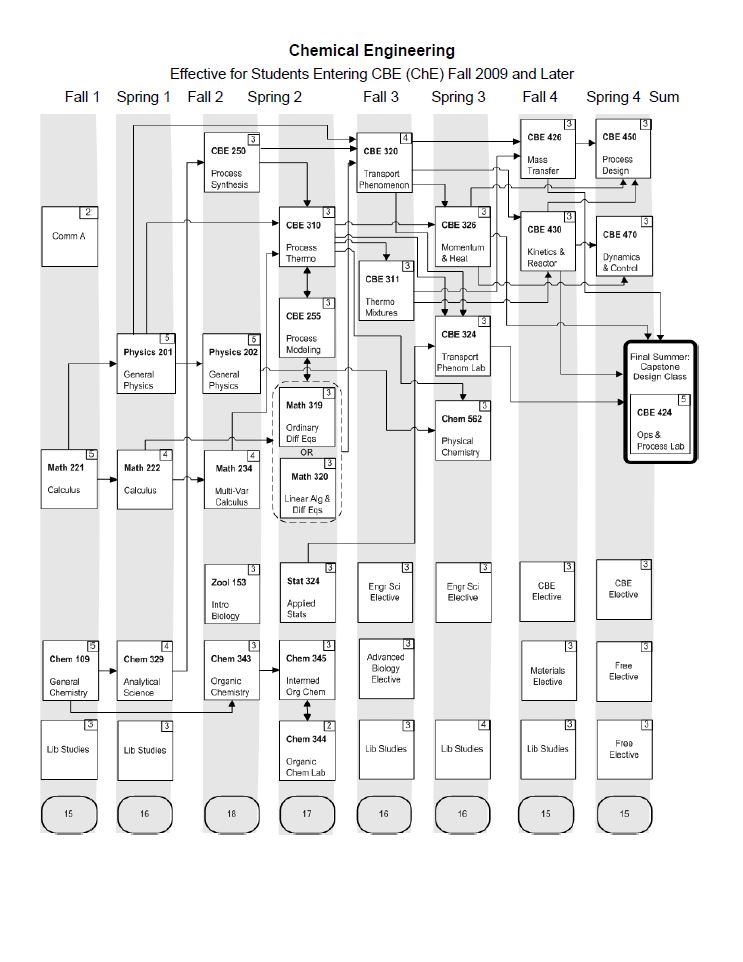 Chemical Engineering
Effective for Students Entering CBE (ChE) Fall 2009 and Later
Fall 1 Spring 1 Fall 2 Spring 2 Fall 3 Spring 3 Fall 4 Spring 4 Sum
2
Comm A
5
Math 221
Calculus
5
Chem 109
General
Chemistry
3
Lib Studies
15
5
Physics 201
General
Physics
4
Math 222
Calculus
4
Chem 329
Analytical
Science
3
Lib Studies
16
3
CBE 250
Process
Synthesis
5
Physics 202
General
Physics
4
Math 234
Multi-Var
Calculus
3
Zool 153
Intro
Biology
3
Chem 343
Organic
Chemistry
18
3
CBE 310
Process
Thermo
3
CBE 255
Process
Modeling
3
Math 319
Ordinary
Diff Eqs
OR
3
Math 320
Linear Alg &
Diff Eqs
3
Stat 324
Applied
Stats
3
Chem 345
Intermed
Org Chem
2
Chem 344
Organic
Chem Lab
17
4
CBE 320
Transport
Phenomenon
3
CBE 311
Thermo
Mixtures
3
Engr Sci
Elective
3
Advanced
Biology
Elective
3
Lib Studies
16
3
CBE 326
Momentum
& Heat
3
CBE 324
Transport
Phenom Lab
3
Chem 562
Physical
Chemistry
3
Engr Sci
Elective
4
Lib Studies
16
3
CBE 426
Mass
Transfer
3
CBE 430
Kinetics &
Reactor
3
CBE
Elective
3
Materials
Elective
3
Lib Studies
15
3
CBE 450
Process
Design
3
CBE 470
Dynamics
& Control
3
CBE
Elective
3
Free
Elective
3
Free
Elective
15
Final Summer:
Capstone
Design Class
5
CBE 424
Ops &
Process Lab